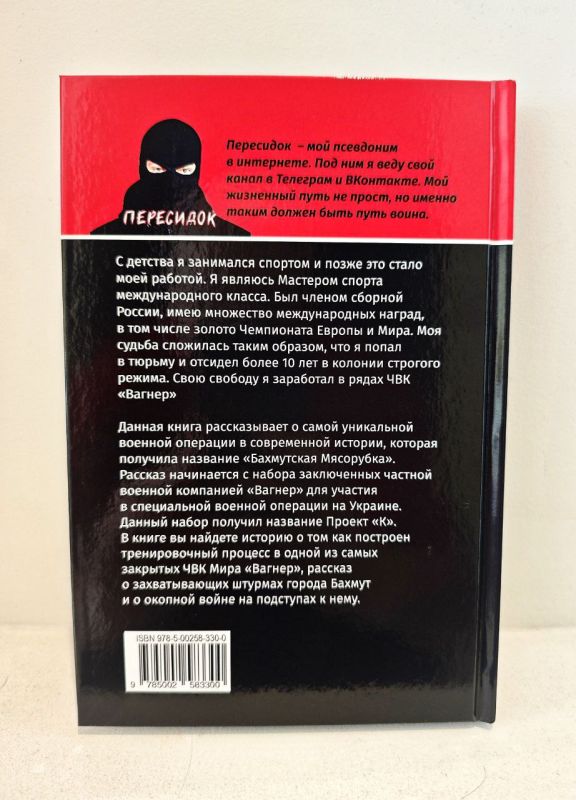 Пересидок – мой псевдоним
в интернете. Под ним я веду свой
канал в Телеграм и ВКонтакте. Мой
жизненный путь не прост, но именно
таким должен быть путь воина.
ПЕРЕСИДОК
С детства я занимался спортом и позже это стало
моей работой. Я являюсь Мастером спорта
международного класса. Был членом сборной
России, имею множество международных наград,
в том числе золото Чемпионата Европы и Мира. Моя
судьба сложилась таким образом, что я попал
в тюрьму и отсидел более 10 лет в колонии строгого
режима. Свою свободу я заработал в рядах ЧВК
«Вагнер»
Данная книга рассказывает о самой уникальной
военной операции в современной истории, которая
получила название «Бахмутская Мясорубка».
Рассказ начинается с набора заключенных частной
военной компанией «Вагнер» для участия
в специальной военной операции на Украине.
Данный набор получил название Проект «К».
В книге вы найдете историю о том как построен
тренировочный процесс в одной из самых
закрытых ЧВК Мира «Вагнер», рассказ
о захватывающих штурмах города Бахмут
и о окопной войне на подступах к нему.
ISBN 978-5-00258-330-0
9 785002 583300